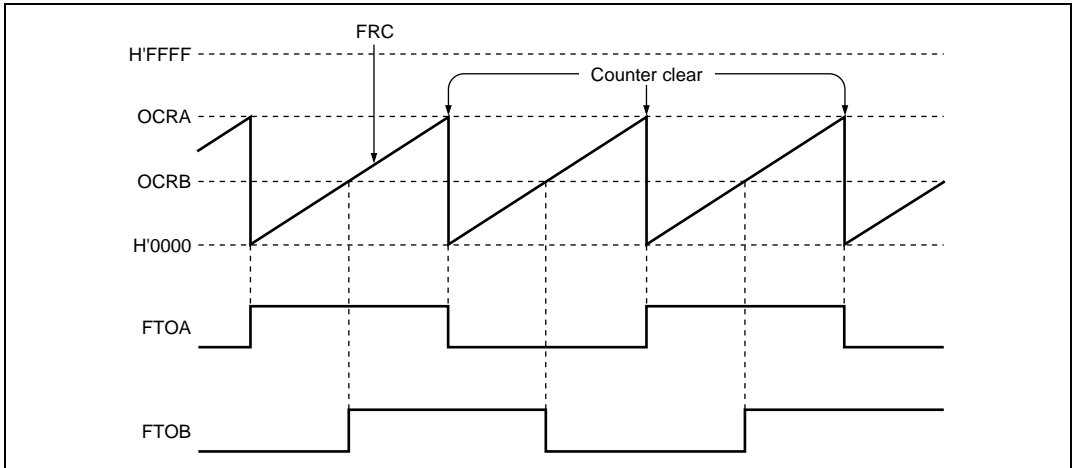 FRC
H'FFFF
Counter clear
OCRA
OCRB
H'0000
FTOA
FTOB